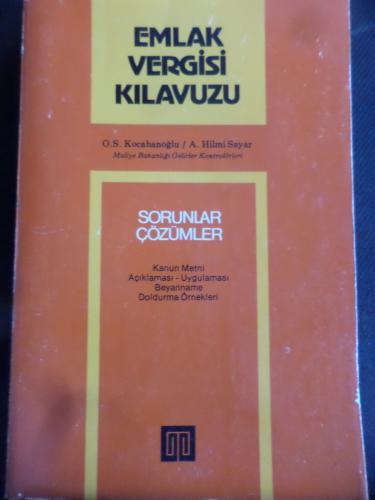 EMLAK
VERGİSİ
KILAVUZU
O.S. Kocahanoğlu / A. Hilmi Sayar
Maliye Bakanlığı Gelirler Kontrolörleri
SORUNLAR
ÇÖZÜMLER
Kanun Metni
Açıklaması - Uygulaması
Beyanname
Doldurma Örnekleri